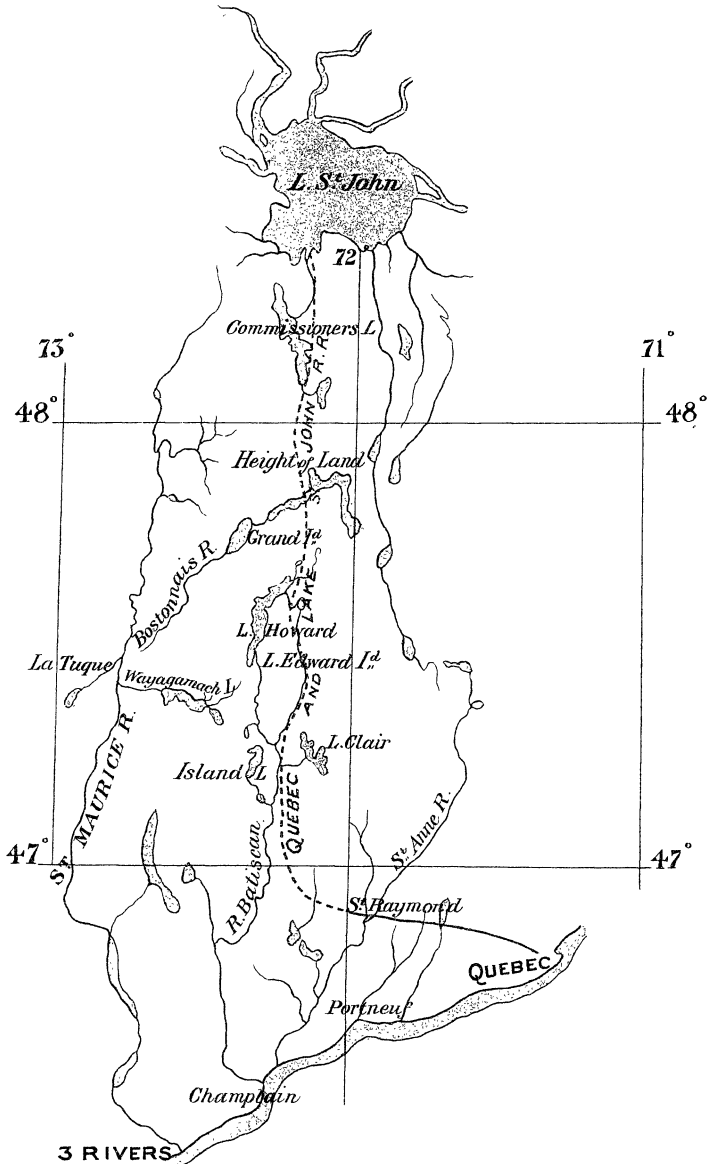 L. St. John
72°
Commissioners L
73°
71°
48°
48°
Height of Land
Grand Id.
Bostonnais R.
L. Howard
La Tuque
L. Edward Id.
Wayagamach L
L. Clair
Island L
ST. MAURICE R.
QUEBEC AND LAKE ST JOHN R.R.
St. Anne R.
47°
47°
R. Batiscan
St. Raymond
QUEBEC
Portneuf
Champlain
3 RIVERS